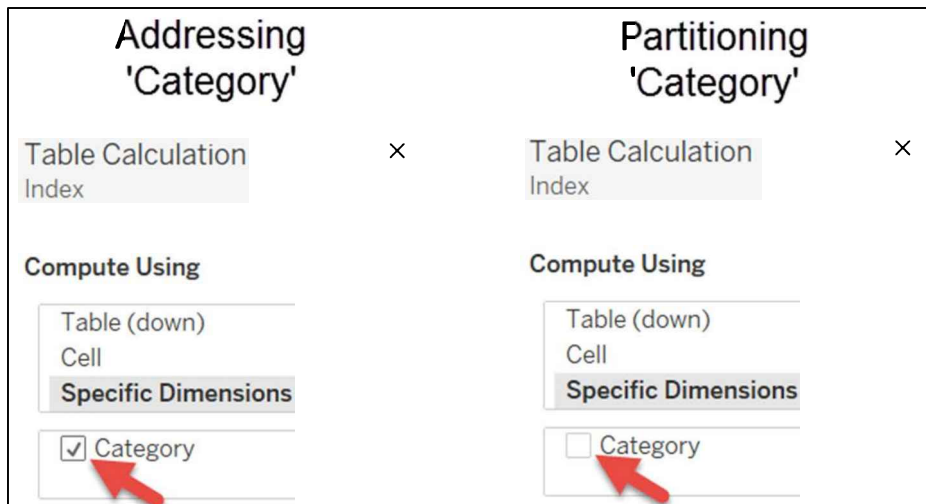 Addressing
'Category'
Table Calculation
Index
Compute Using
Table (down)
Cell
Specific Dimensions
Category
Partitioning
'Category'
Table Calculation
Index
Compute Using
Table (down)
Cell
Specific Dimensions
Category